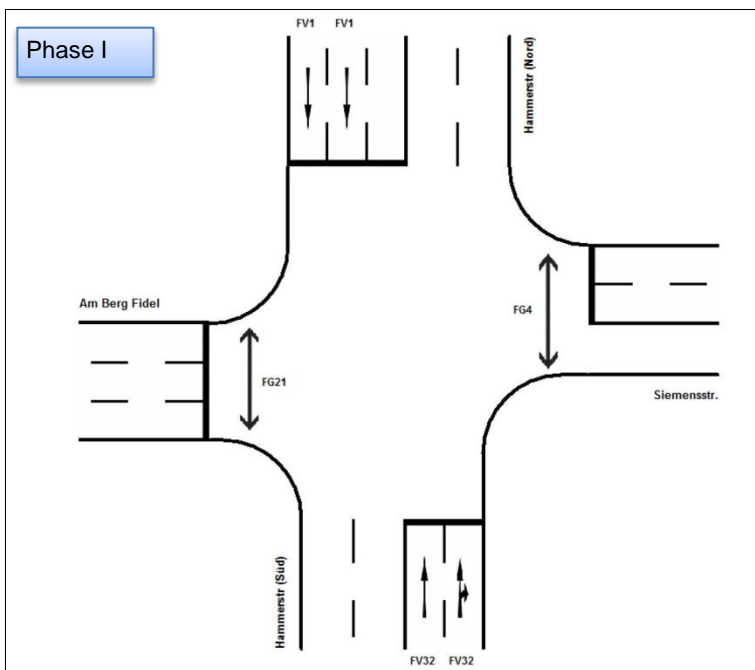 Phase I
FV1 FV1
Hammerstr (Nord)
Am Berg Fidel
FG4
FG21
Siemensstr.
Hammerstr (Süd)
FV32 FV32